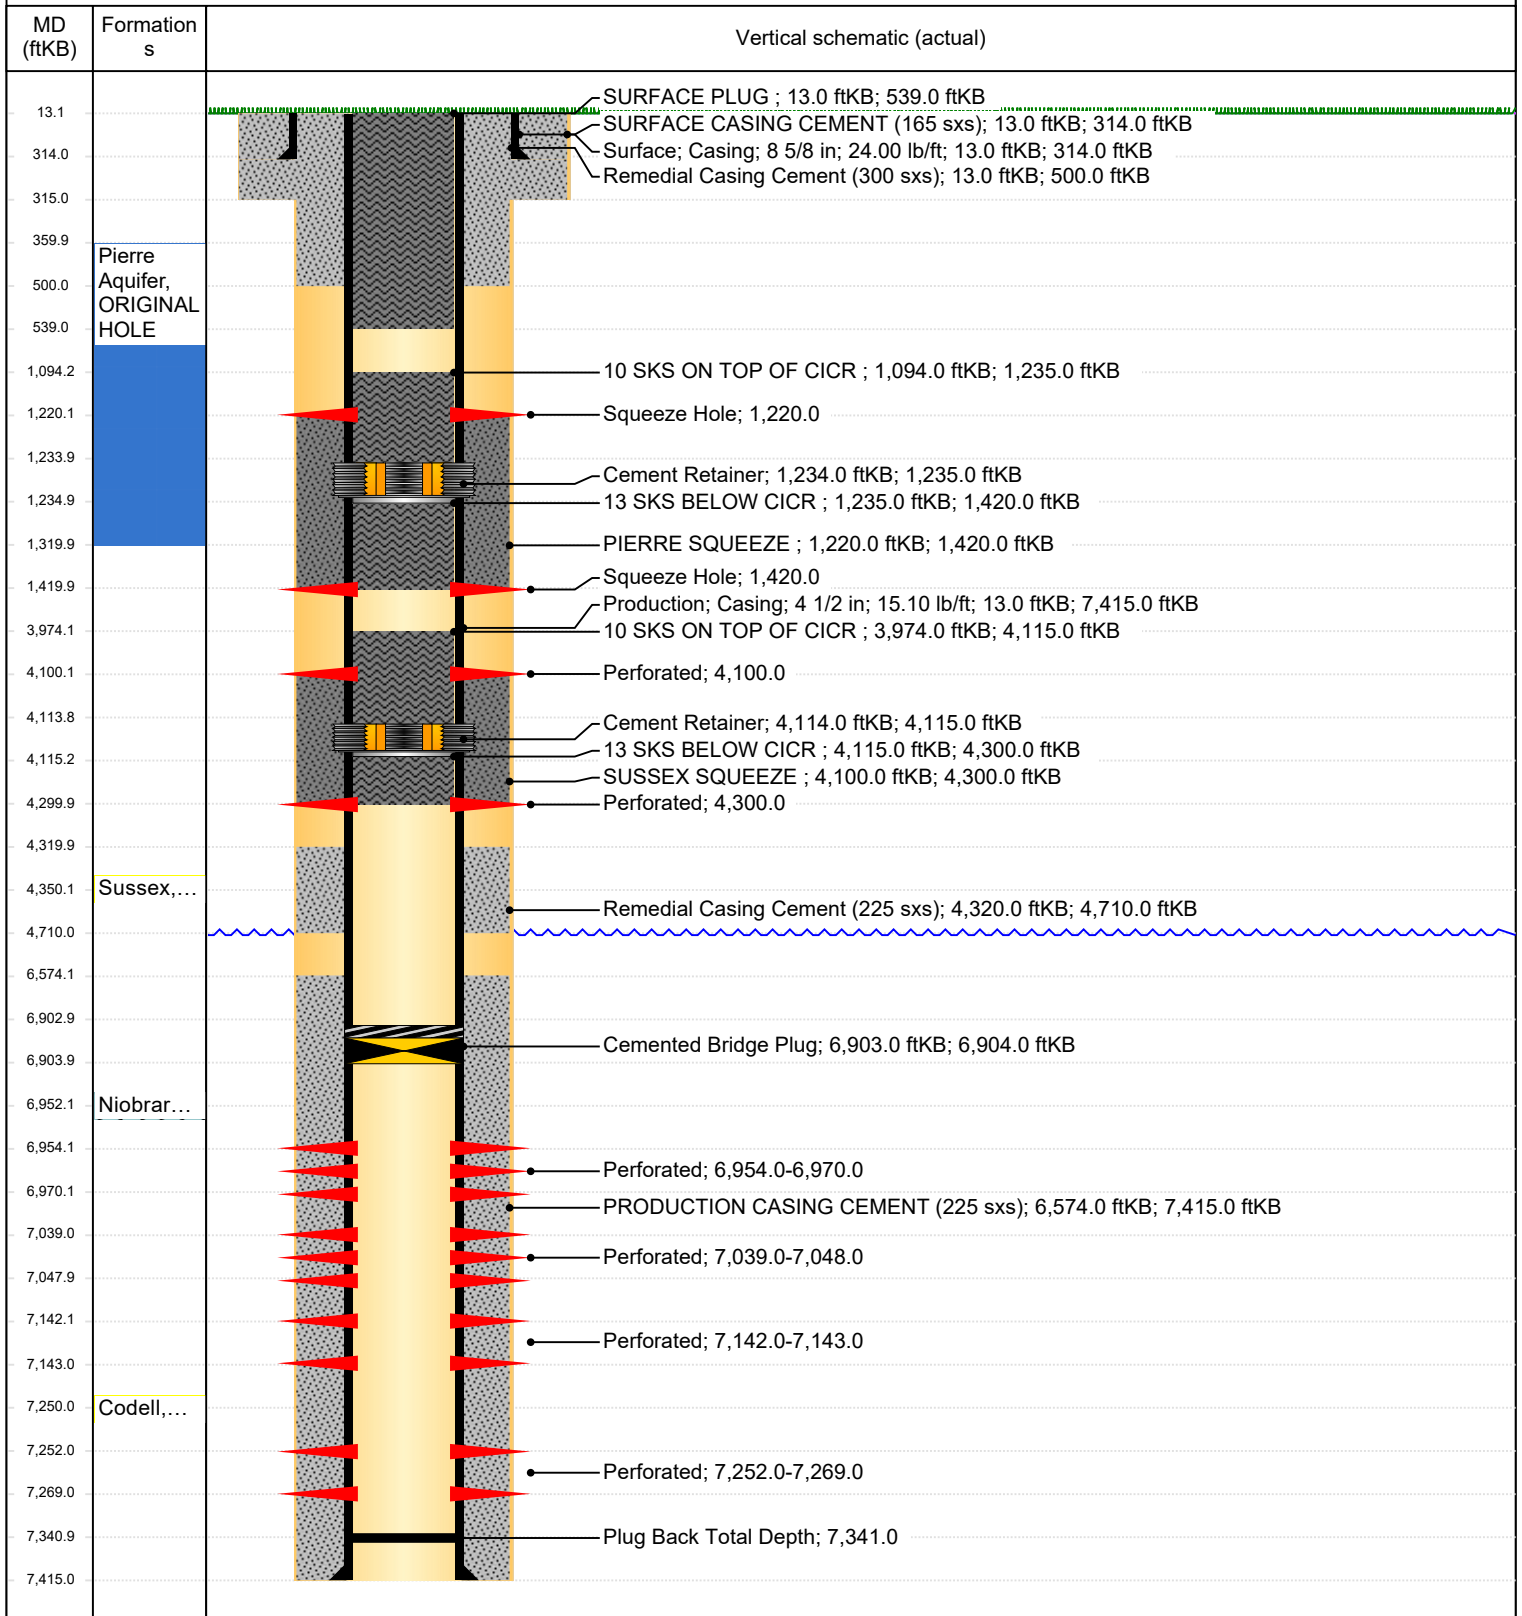 MD
(ftKB)
Formation
s
Vertical schematic (actual)
13.1
314.0
315.0
359.9
500.0
539.0
1,094.2
1,220.1
1,233.9
1,234.9
1,319.9
1,419.9
3,974.1
4,100.1
4,113.8
4,115.2
4,299.9
4,319.9
4,350.1
4,710.0
6,574.1
6,902.9
6,903.9
6,952.1
6,954.1
6,970.1
7,039.0
7,047.9
7,142.1
7,143.0
7,250.0
7,252.0
7,269.0
7,340.9
7,415.0
Pierre
Aquifer,
ORIGINAL
HOLE
Sussex,...
Niobrar...
Codell,...
SURFACE PLUG ; 13.0 ftKB; 539.0 ftKB
SURFACE CASING CEMENT (165 sxs); 13.0 ftKB; 314.0 ftKB
Surface; Casing; 8 5/8 in; 24.00 lb/ft; 13.0 ftKB; 314.0 ftKB
Remedial Casing Cement (300 sxs); 13.0 ftKB; 500.0 ftKB
10 SKS ON TOP OF CICR ; 1,094.0 ftKB; 1,235.0 ftKB
Squeeze Hole; 1,220.0
Cement Retainer; 1,234.0 ftKB; 1,235.0 ftKB
13 SKS BELOW CICR ; 1,235.0 ftKB; 1,420.0 ftKB
PIERRE SQUEEZE ; 1,220.0 ftKB; 1,420.0 ftKB
Squeeze Hole; 1,420.0
Production; Casing; 4 1/2 in; 15.10 lb/ft; 13.0 ftKB; 7,415.0 ftKB
10 SKS ON TOP OF CICR ; 3,974.0 ftKB; 4,115.0 ftKB
Perforated; 4,100.0
Cement Retainer; 4,114.0 ftKB; 4,115.0 ftKB
13 SKS BELOW CICR ; 4,115.0 ftKB; 4,300.0 ftKB
SUSSEX SQUEEZE ; 4,100.0 ftKB; 4,300.0 ftKB
Perforated; 4,300.0
Remedial Casing Cement (225 sxs); 4,320.0 ftKB; 4,710.0 ftKB
Cemented Bridge Plug; 6,903.0 ftKB; 6,904.0 ftKB
Perforated; 6,954.0-6,970.0
PRODUCTION CASING CEMENT (225 sxs); 6,574.0 ftKB; 7,415.0 ftKB
Perforated; 7,039.0-7,048.0
Perforated; 7,142.0-7,143.0
Perforated; 7,252.0-7,269.0
Plug Back Total Depth; 7,341.0